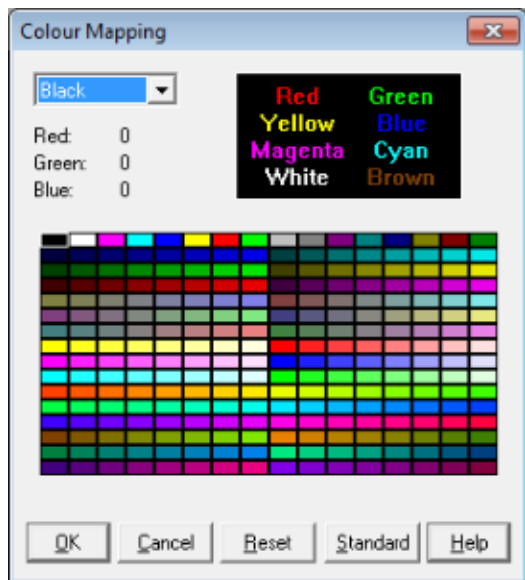 Colour Mapping
Black
Red: 0
Green: 0
Blue: 0
Red Green
Yellow Blue
Magenta Cyan
White Brown
OK Cancel Reset Standard Help